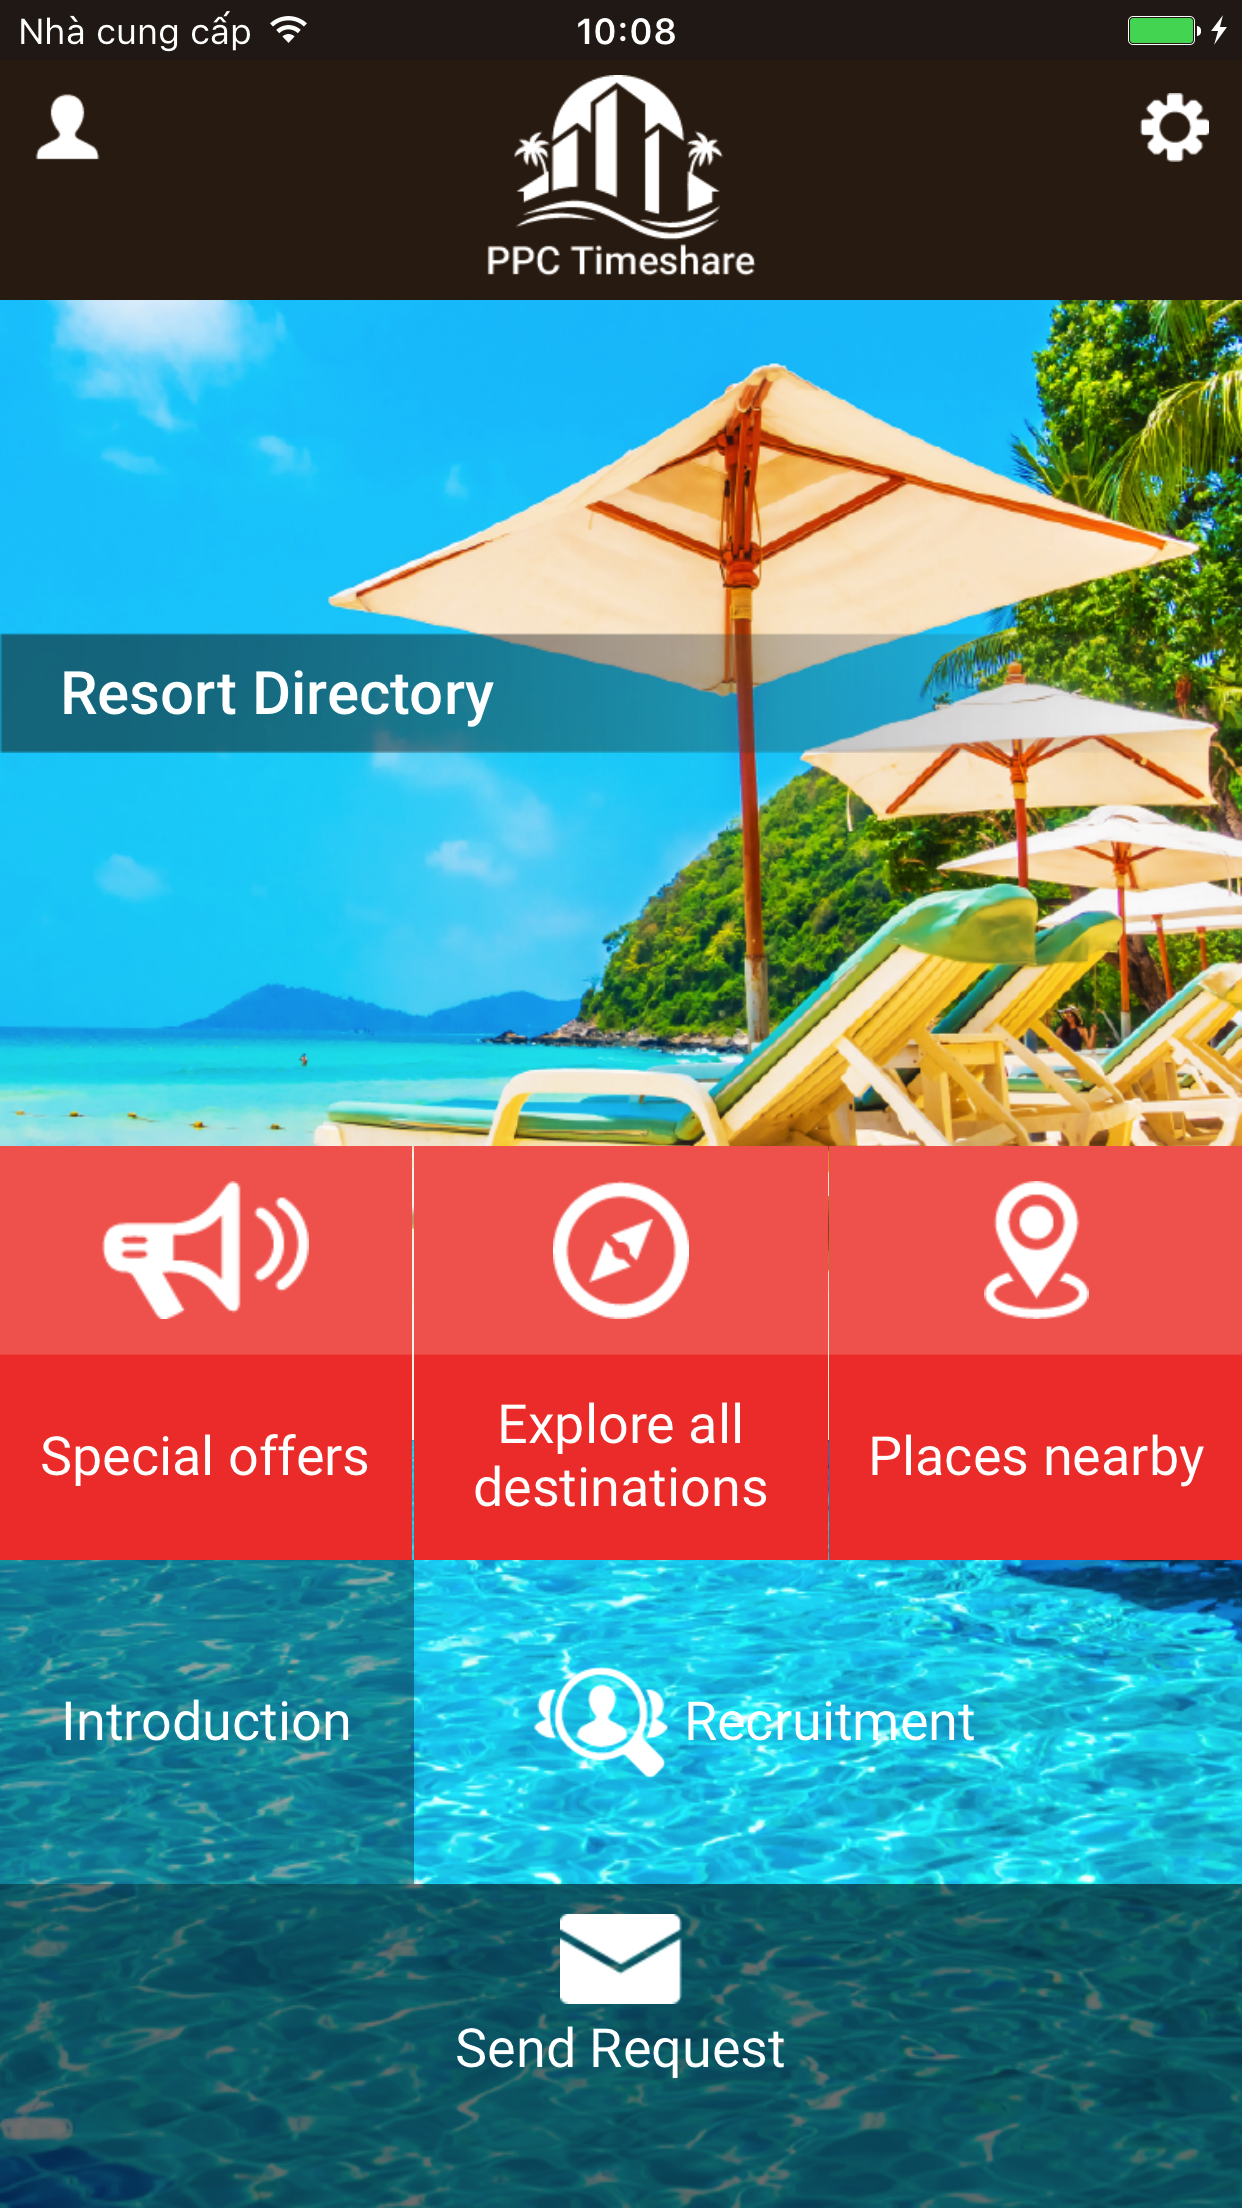 Nhà cung cấp
10:08
PPC Timeshare
Resort Directory
Special offers
Explore all
destinations
Places nearby
Introduction
Recruitment
Send Request